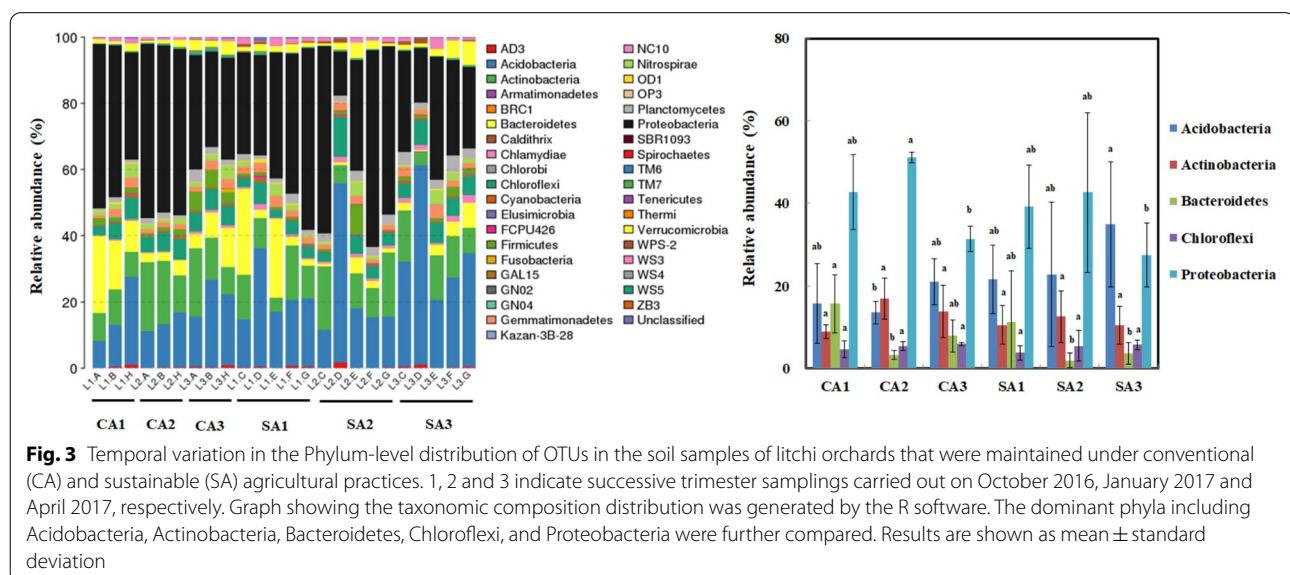 100
80
60
40
20
0
Relative abundance (%)
L1.A L1.B L1.H L2.A L2.B L2.H L3.A L3.B L3.H L1.C L1.D L1.E L1.F L1.G L2.C L2.D L2.E L2.F L2.G L3.C L3.D L3.E L3.F L3.G
CA1 CA2 CA3 SA1 SA2 SA3
AD3
Acidobacteria
Actinobacteria
Armatimonadetes
BRC1
Bacteroidetes
Caldithrix
Chlamydiae
Chlorobi
Chloroflexi
Cyanobacteria
Elusimicrobia
FCPU426
Firmicutes
Fusobacteria
GAL15
GN02
GN04
Gemmatimonadetes
Kazan-3B-28
NC10
Nitrospirae
OD1
OP3
Planctomycetes
Proteobacteria
SBR1093
Spirochaetes
TM6
TM7
Tenericutes
Thermi
Verrucomicrobia
WPS-2
WS3
WS4
WS5
ZB3
Unclassified
80
60
40
20
0
Relative abundance (%)
ab a a a ab
b a b a a
ab a ab a b
ab a ab a ab
ab a b a ab
a a b a b
CA1 CA2 CA3 SA1 SA2 SA3
Acidobacteria
Actinobacteria
Bacteroidetes
Chloroflexi
Proteobacteria
Fig. 3 Temporal variation in the Phylum-level distribution of OTUs in the soil samples of litchi orchards that were maintained under conventional
(CA) and sustainable (SA) agricultural practices. 1, 2 and 3 indicate successive trimester samplings carried out on October 2016, January 2017 and
April 2017, respectively. Graph showing the taxonomic composition distribution was generated by the R software. The dominant phyla including
Acidobacteria, Actinobacteria, Bacteroidetes, Chloroflexi, and Proteobacteria were further compared. Results are shown as mean ± standard
deviation